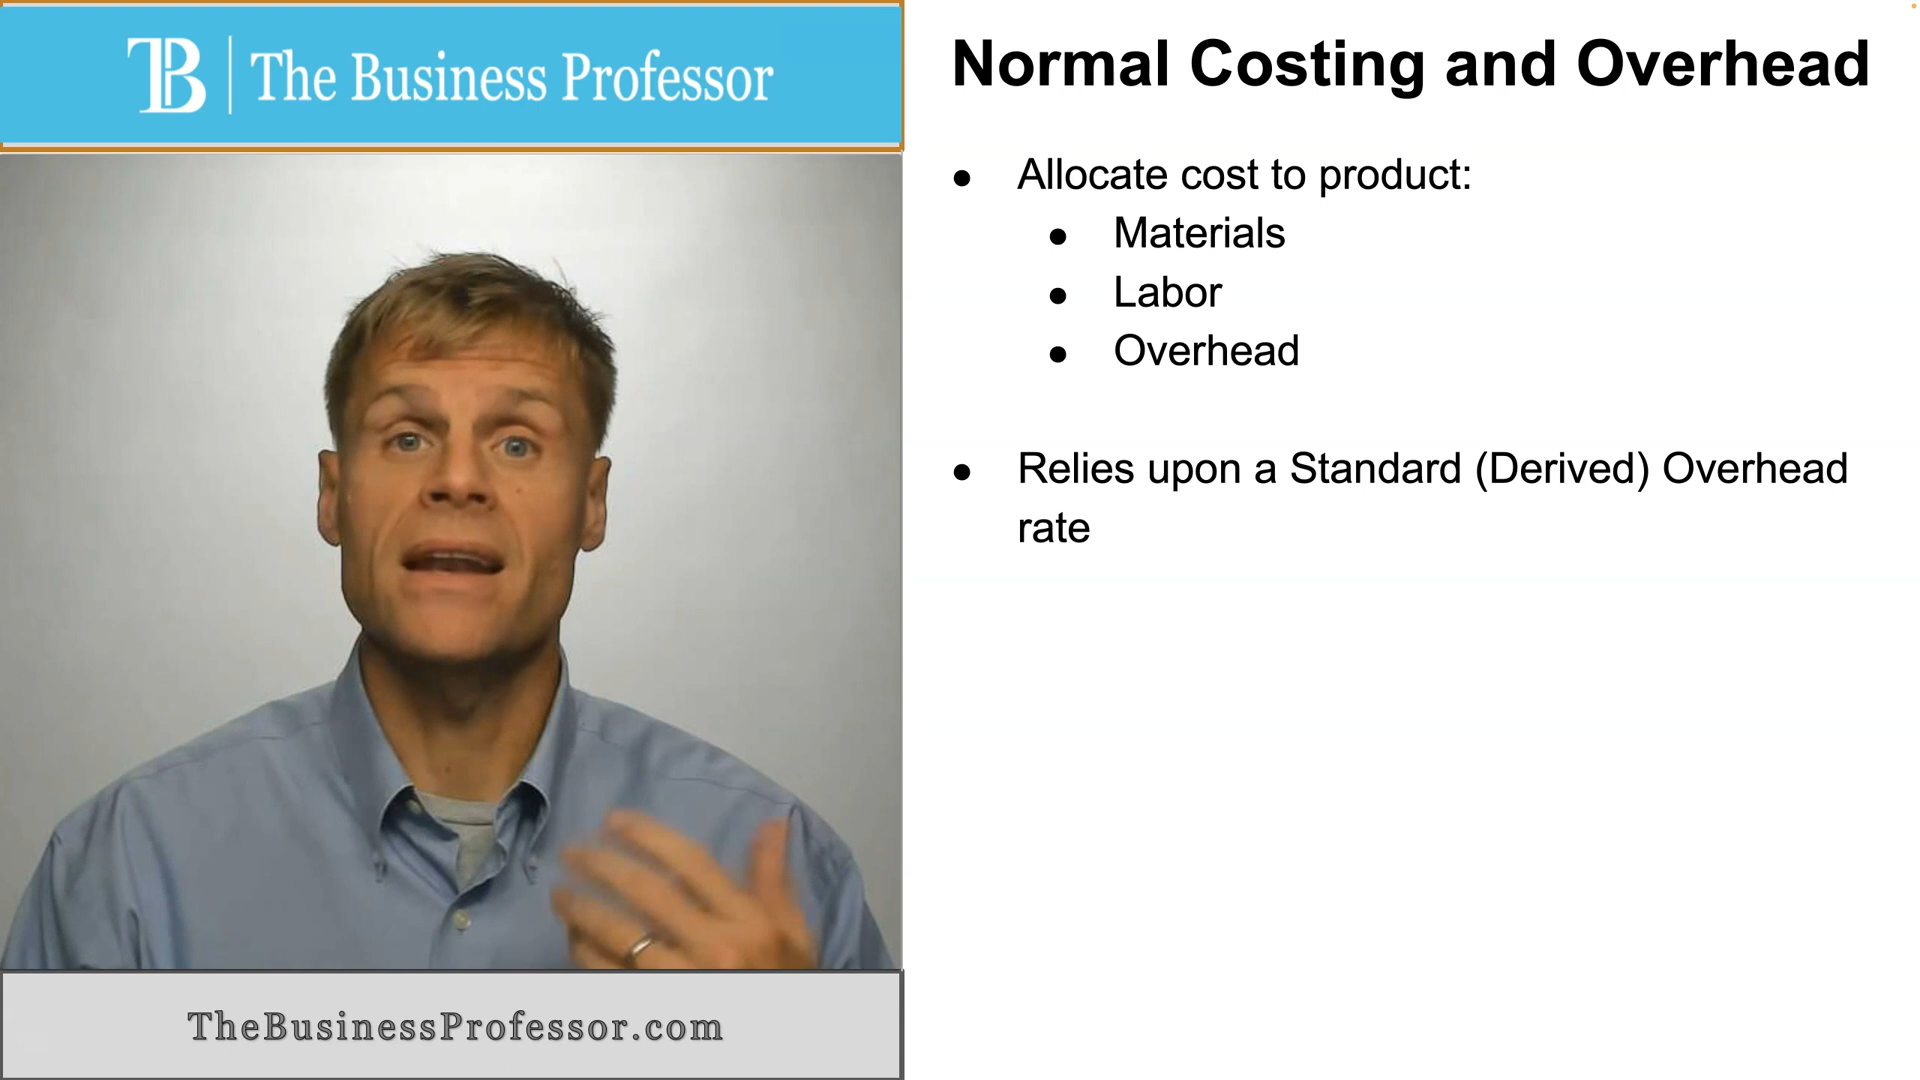 TB | The Business Professor
Normal Costing and Overhead
● Allocate cost to product:
● Materials
● Labor
● Overhead
● Relies upon a Standard (Derived) Overhead
rate
TheBusinessProfessor.com